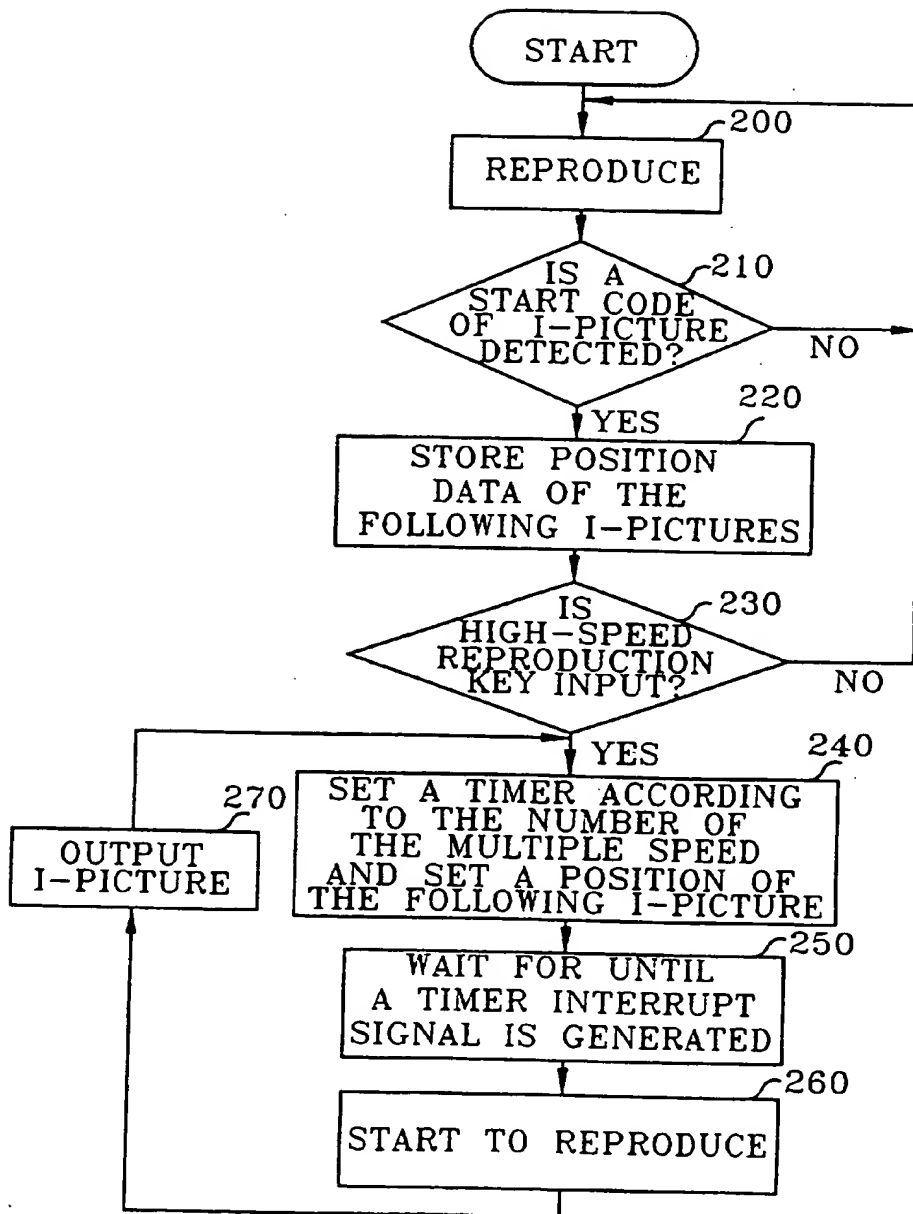 START
200
REPRODUCE
210
IS A
START CODE
OF I-PICTURE
DETECTED?
NO
YES
220
STORE POSITION
DATA OF THE
FOLLOWING I-PICTURES
230
IS
HIGH-SPEED
REPRODUCTION
KEY INPUT?
NO
YES
240
SET A TIMER ACCORDING
TO THE NUMBER OF
THE MULTIPLE SPEED
AND SET A POSITION OF
THE FOLLOWING I-PICTURE
270
OUTPUT
I-PICTURE
250
WAIT FOR UNTIL
A TIMER INTERRUPT
SIGNAL IS GENERATED
260
START TO REPRODUCE